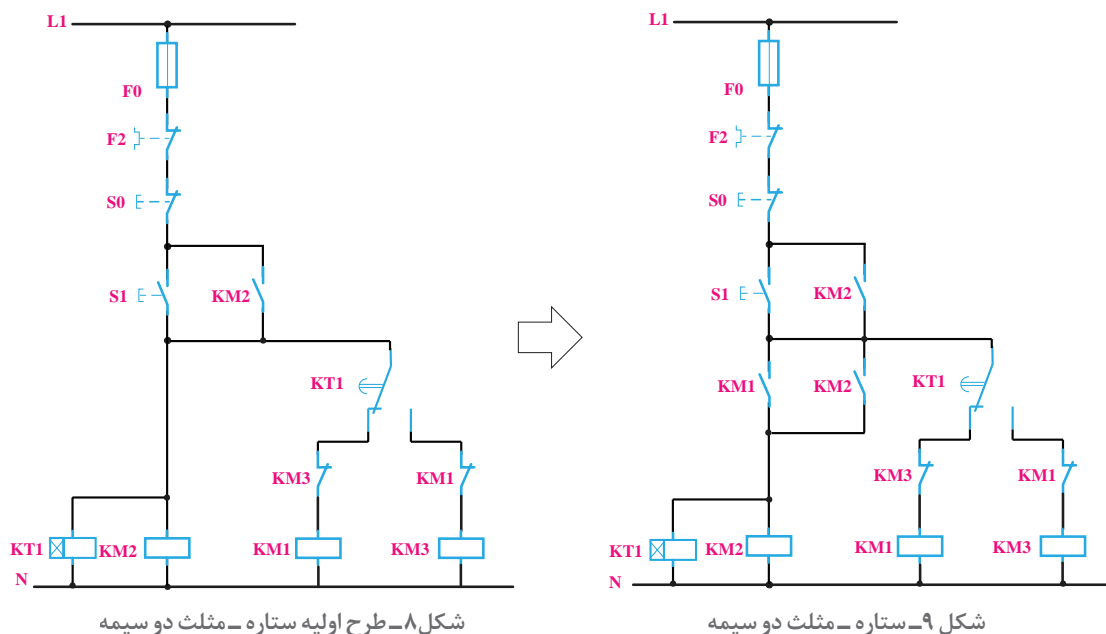 L1
F0
F2
S0
S1
KM2
KT1
KM3
KM1
KT1
KM2
KM1
KM3
N
شکل ۸ـ طرح اولیه ستاره ـ مثلث دو سیمه
L1
F0
F2
S0
S1
KM2
KM1
KM2
KT1
KM3
KM1
KT1
KM2
KM1
KM3
N
شکل ۹ـ ستاره ـ مثلث دو سیمه